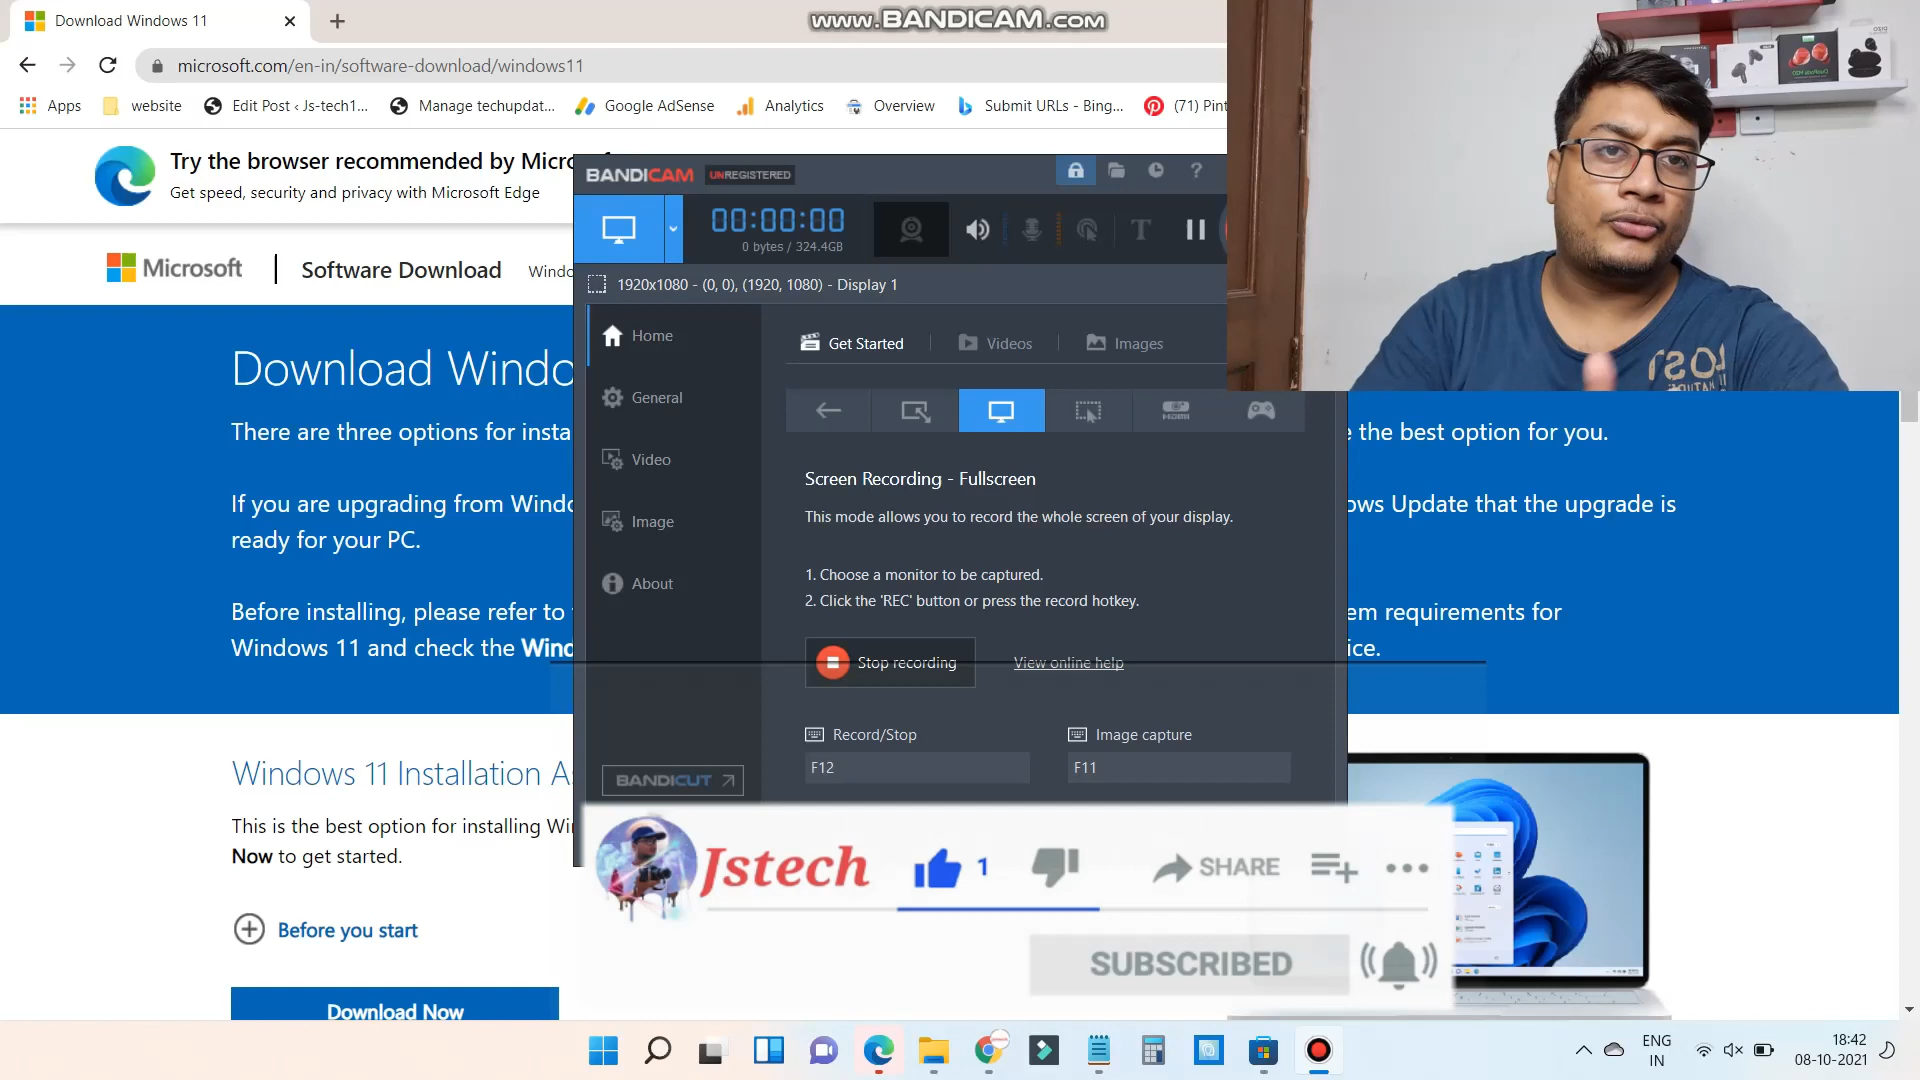 Download Windows 11
www.BANDICAM.com
microsoft.com/en-in/software-download/windows11
Apps
website
Edit Post ‹ Js-tech1...
Manage techupdat...
Google AdSense
Analytics
Overview
Submit URLs - Bing...
(71) Pint
Try the browser recommended by Micro
Get speed, security and privacy with Microsoft Edge
BANDICAM UNREGISTERED
00:00:00
0 bytes / 324.4GB
Microsoft
Software Download
Windo
1920x1080 - (0, 0), (1920, 1080) - Display 1
Home
General
Video
Image
About
BANDICUT
Get Started
Videos
Images
HDMI
Screen Recording - Fullscreen
This mode allows you to record the whole screen of your display.
1. Choose a monitor to be captured.
2. Click the 'REC' button or press the record hotkey.
Stop recording
View online help
Record/Stop
F12
Image capture
F11
LOST
Download Windo
There are three options for insta
e the best option for you.
If you are upgrading from Windo
ows Update that the upgrade is
ready for your PC.
Before installing, please refer to
em requirements for
Windows 11 and check the Wind
ice.
Windows 11 Installation As
This is the best option for installing Wi
Now to get started.
Before you start
Download Now
Jstech
1
SHARE
SUBSCRIBED
ENG
IN
18:42
08-10-2021